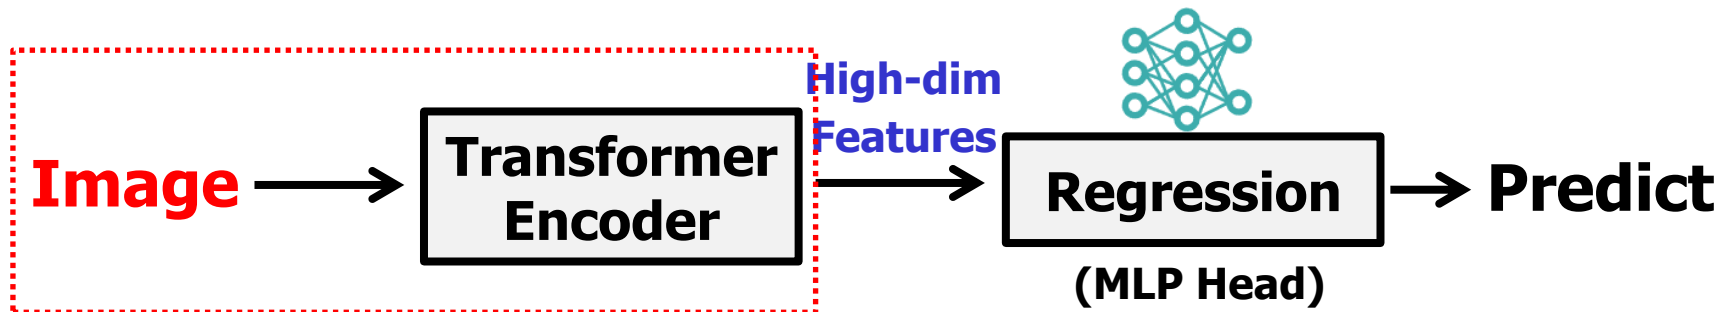 Image
Transformer
Encoder
High-dim
Features
Regression
(MLP Head)
Predict